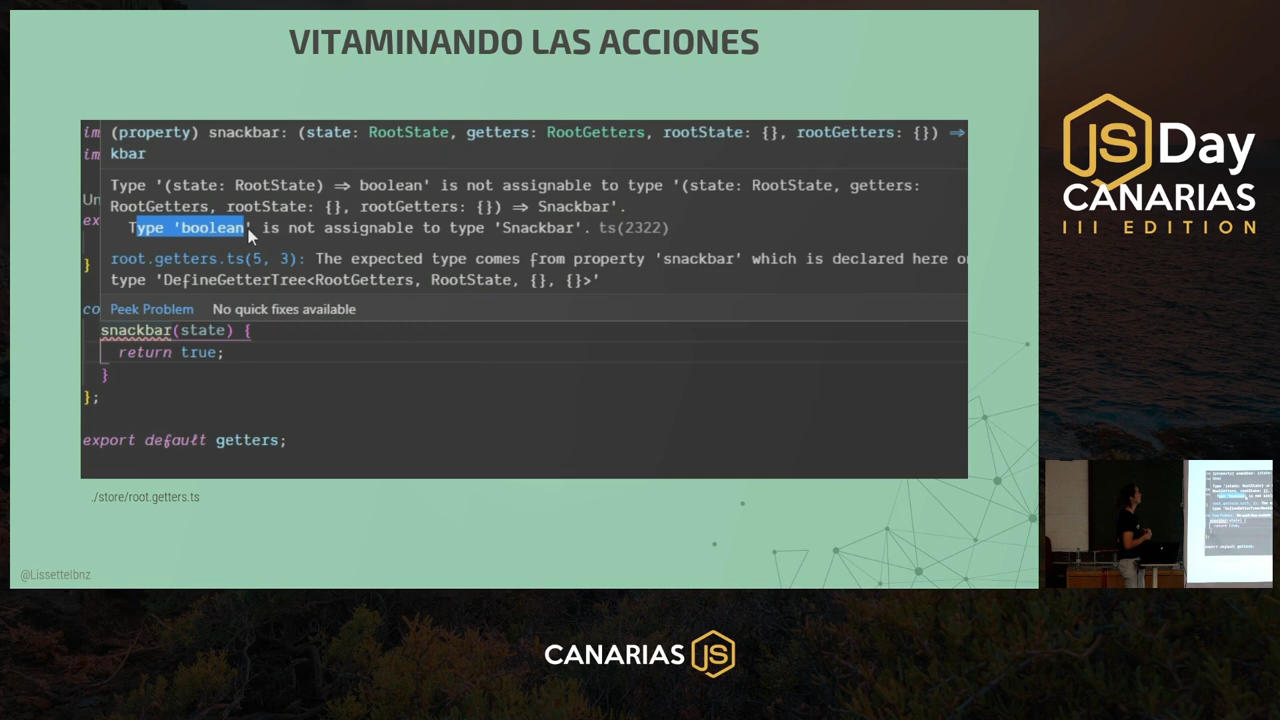 VITAMINANDO LAS ACCIONES
im (property) snackbar: (state: RootState, getters: RootGetters, rootState: {}, rootGetters: {}) ⇒
im kbar
Un Type '(state: RootState) ⇒ boolean' is not assignable to type '(state: RootState, getters:
RootGetters, rootState: {}, rootGetters: {}) ⇒ Snackbar'.
ex Type 'boolean' is not assignable to type 'Snackbar'. ts(2322)
} root.getters.ts(5, 3): The expected type comes from property 'snackbar' which is declared here on
type 'DefineGetterTree<RootGetters, RootState, {}, {}>'
co Peek Problem No quick fixes available
snackbar(state) {
return true;
}
};
export default getters;
./store/root.getters.ts
@Lissettelbnz
JS Day
CANARIAS
III EDITION
CANARIAS JS